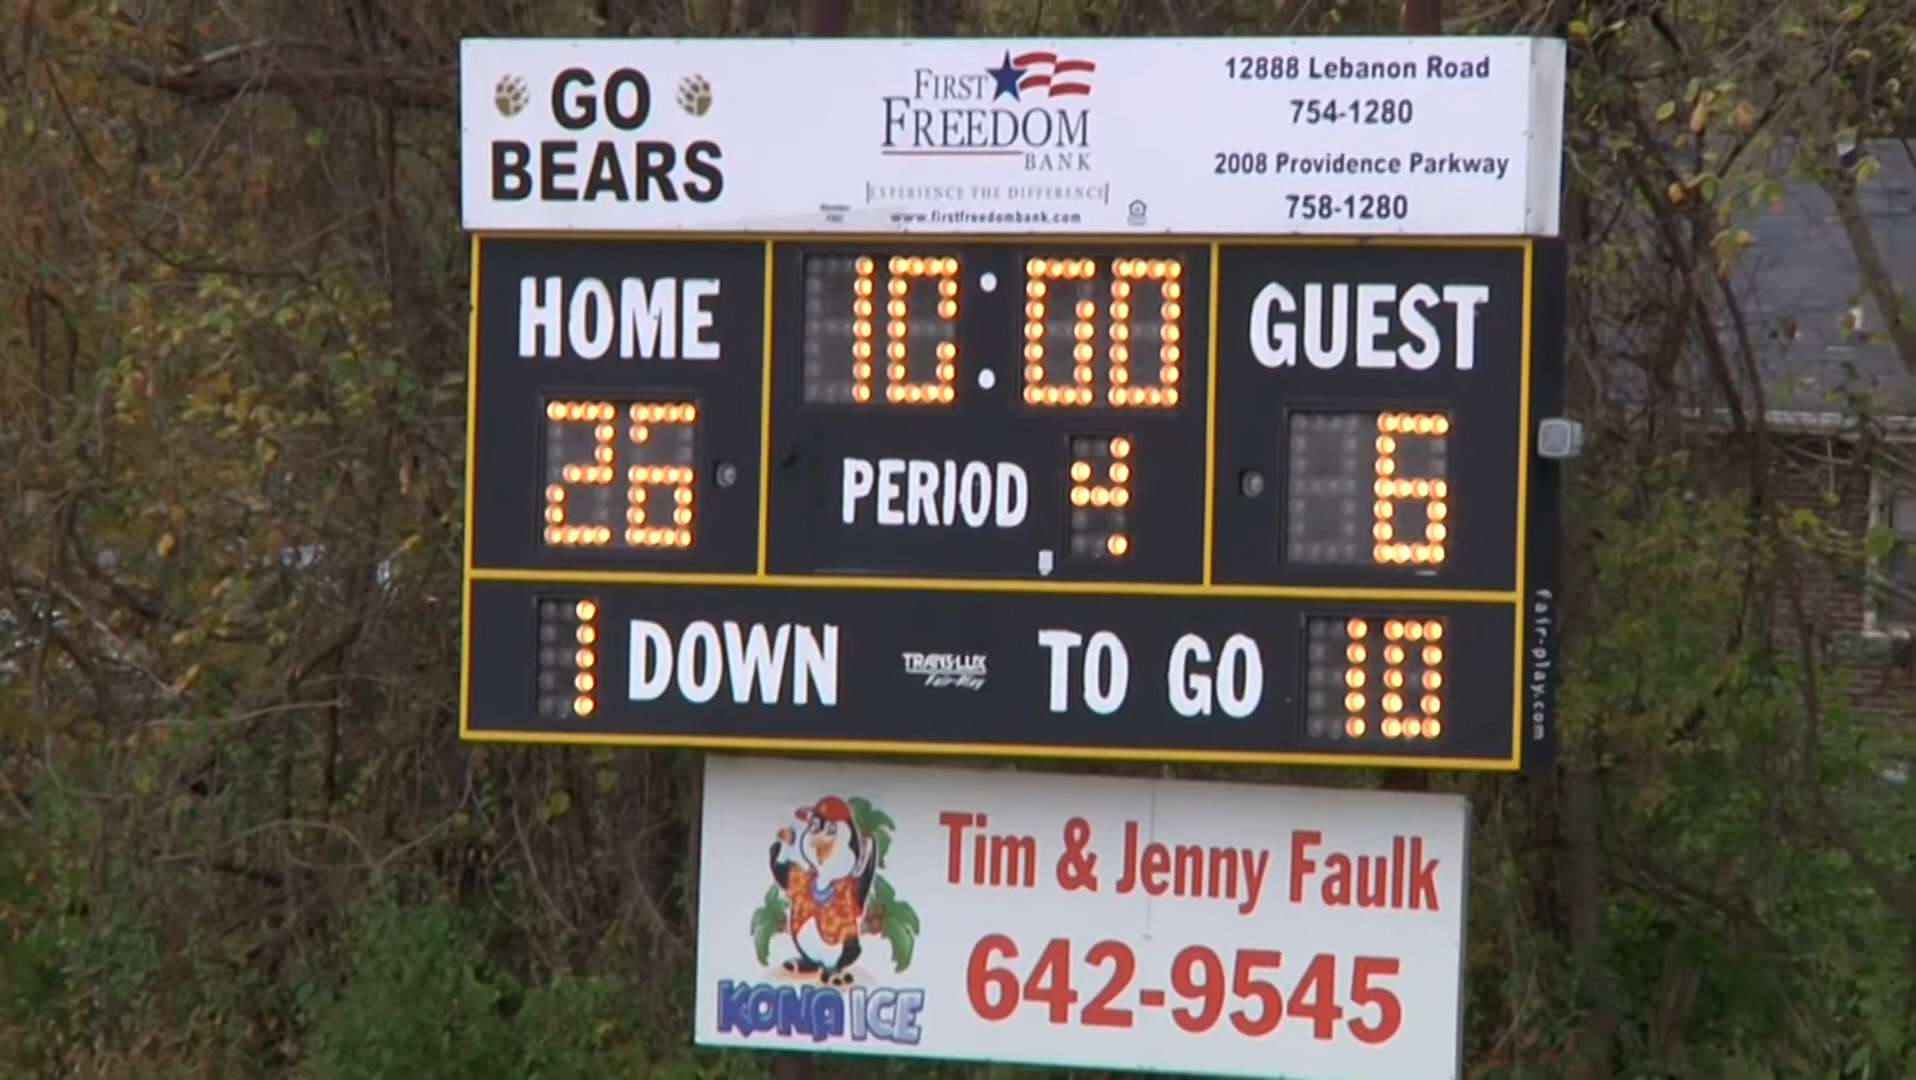 GO
BEARS
FIRST
FREEDOM
BANK
EXPERIENCE THE DIFFERENCE
www.firstfreedombank.com
12888 Lebanon Road
754-1280
2008 Providence Parkway
758-1280
HOME
10:00
GUEST
26
PERIOD 4
6
1 DOWN
TRANS-LUX
Fair-Play
TO GO 10
fair-play.com
Tim & Jenny Faulk
642-9545
KONA ICE